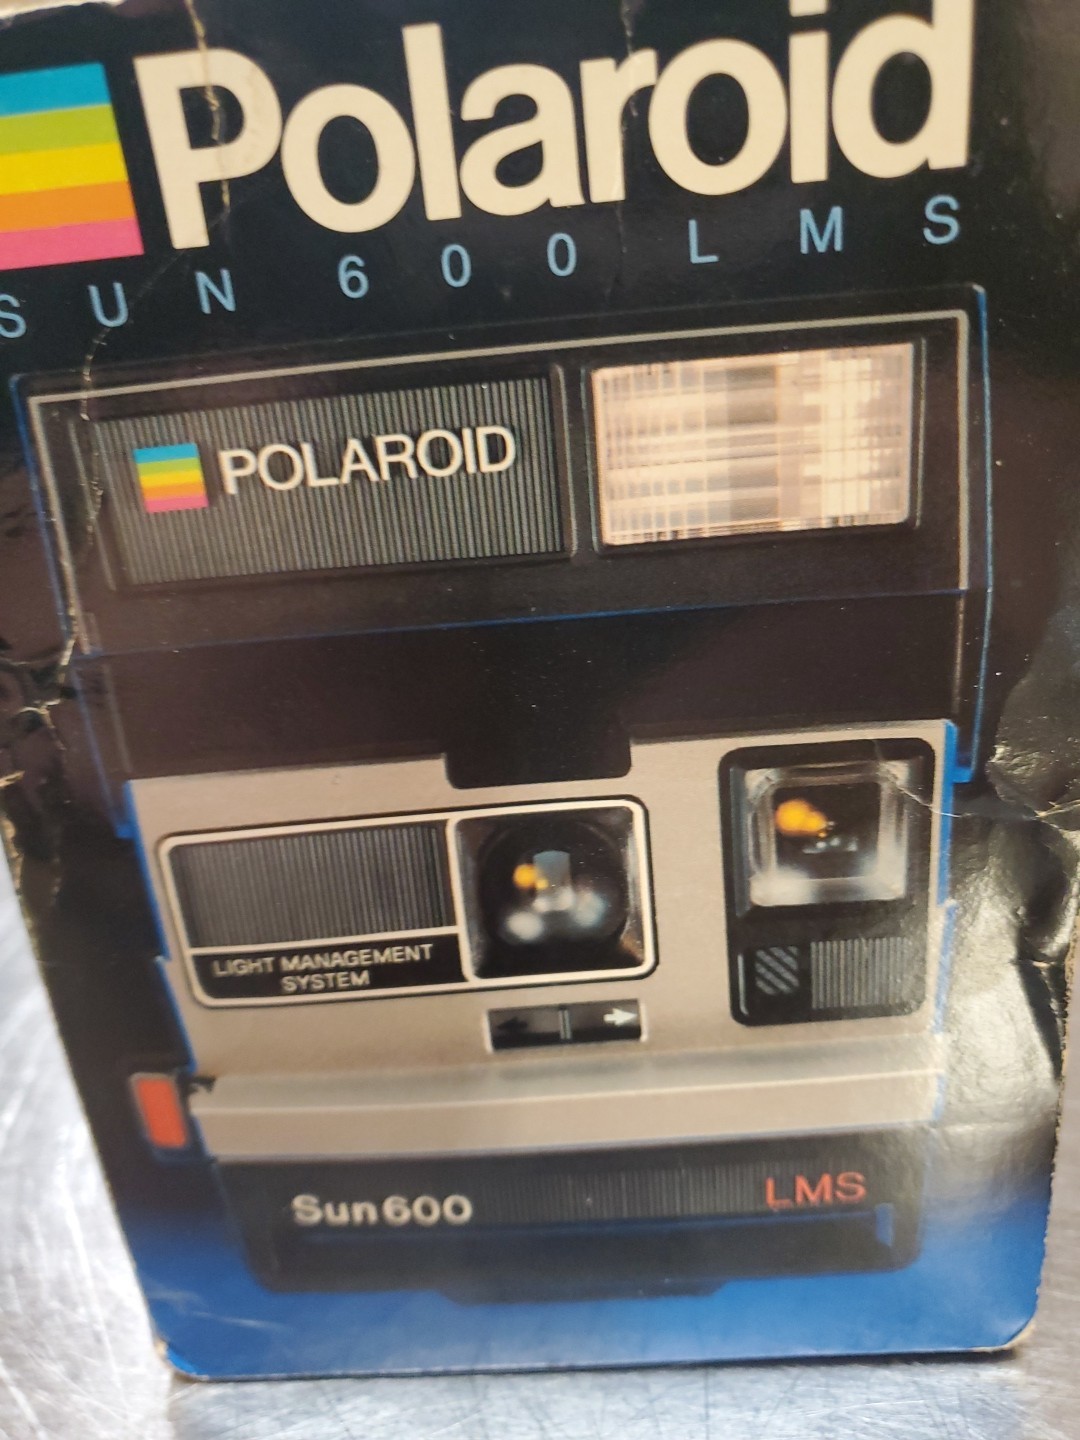 Polaroid
SUN 600 LMS
POLAROID
LIGHT MANAGEMENT
SYSTEM
Sun600
LMS